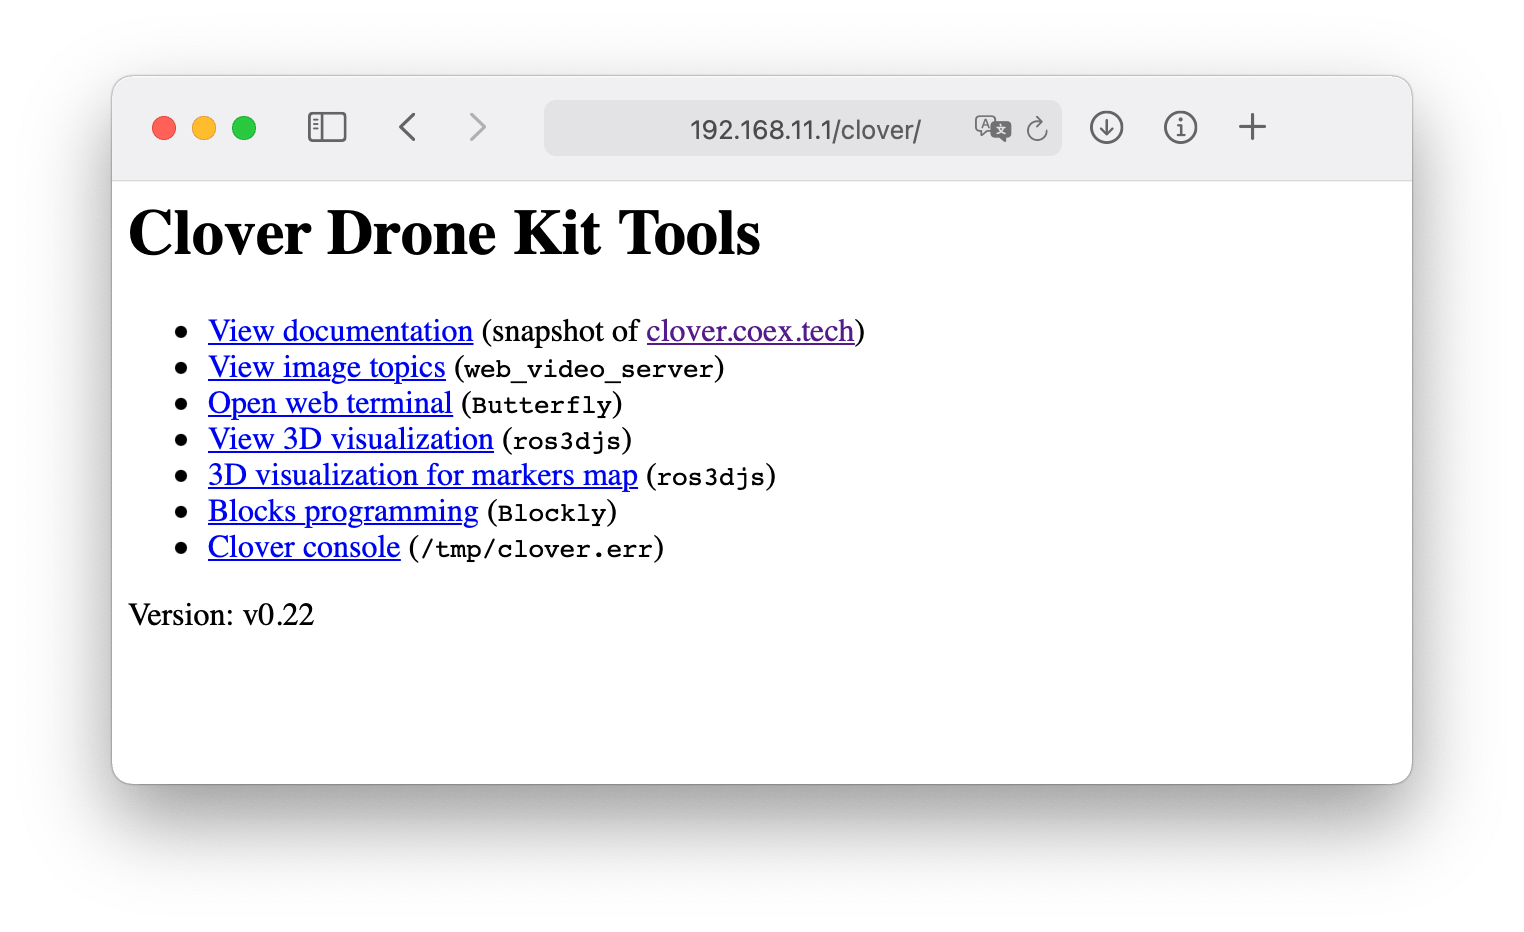 192.168.11.1/clover/
Clover Drone Kit Tools
View documentation (snapshot of clover.coex.tech)
View image topics (web_video_server)
Open web terminal (Butterfly)
View 3D visualization (ros3djs)
3D visualization for markers map (ros3djs)
Blocks programming (Blockly)
Clover console (/tmp/clover.err)
Version: v0.22